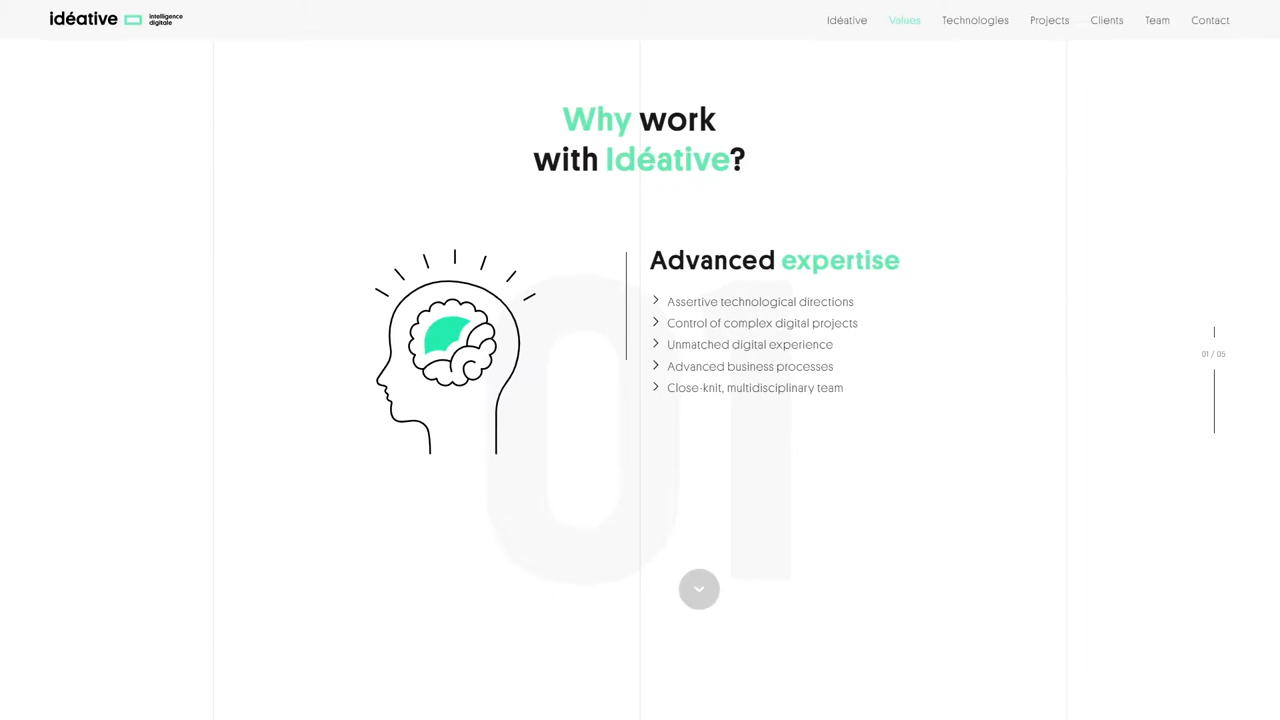 idéative
intelligence
digitale
Idéative Values Technologies Projects Clients Team Contact
Why work
with Idéative?
01
Advanced expertise
Assertive technological directions
Control of complex digital projects
Unmatched digital experience
Advanced business processes
Close-knit, multidisciplinary team
01 / 05